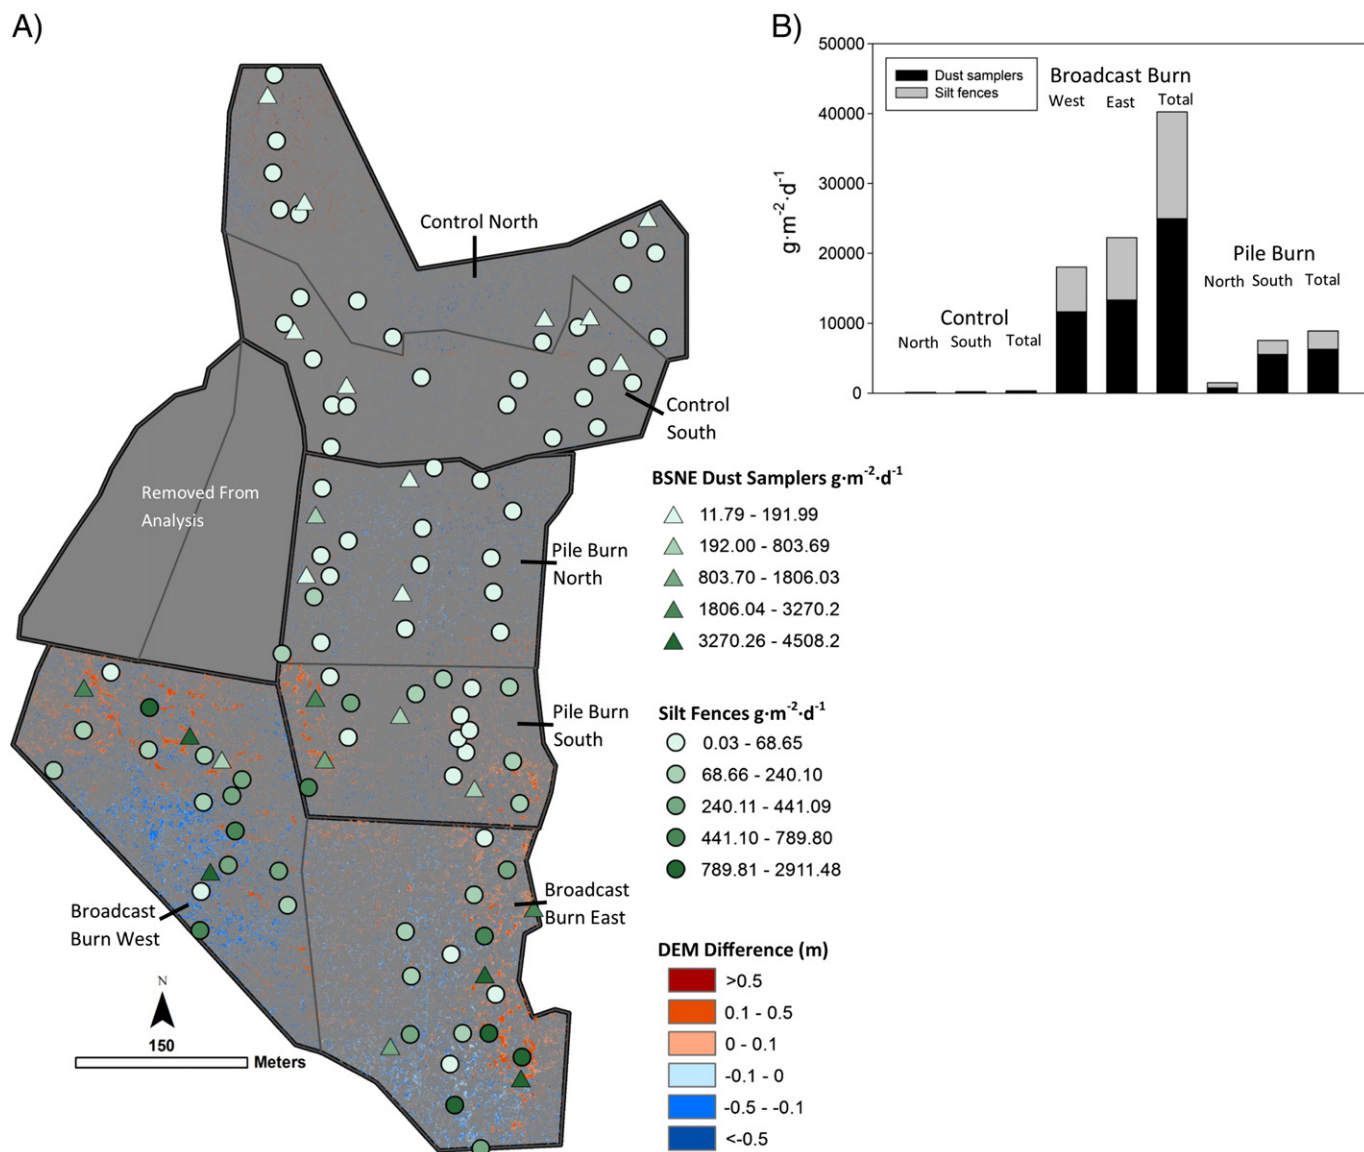 A)
Control North
Control
South
Removed From
Analysis
Pile Burn
North
Pile Burn
South
Broadcast
Burn West
Broadcast
Burn East
N
150
Meters
B)
50000
40000
30000
20000
10000
0
g·m-2·d-1
Dust samplers
Silt fences
Broadcast Burn
West East Total
Pile Burn
North South Total
Control
North South Total
BSNE Dust Samplers g·m-2·d-1
11.79 - 191.99
192.00 - 803.69
803.70 - 1806.03
1806.04 - 3270.2
3270.26 - 4508.2
Silt Fences g·m-2·d-1
0.03 - 68.65
68.66 - 240.10
240.11 - 441.09
441.10 - 789.80
789.81 - 2911.48
DEM Difference (m)
>0.5
0.1 - 0.5
0 - 0.1
-0.1 - 0
-0.5 - -0.1
<-0.5